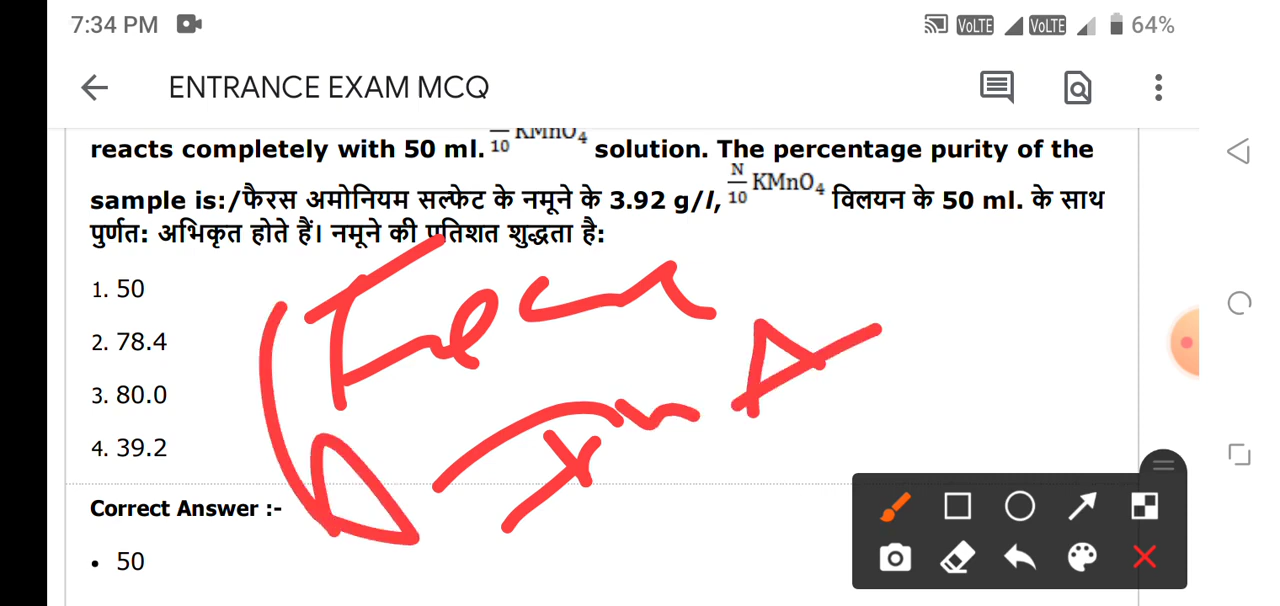 7:34 PM VoLTE VoLTE 64%
ENTRANCE EXAM MCQ
reacts completely with 50 ml. 10 KMnO4 solution. The percentage purity of the
sample is:/फैरस अमोनियम सल्फेट के नमूने के 3.92 g/l, N/10 KMnO4 विलयन के 50 ml. के साथ
पुर्णत: अभिकृत होते हैं। नमूने की प्रतिशत शुद्धता है:
1. 50
2. 78.4
3. 80.0
4. 39.2
Correct Answer :-
• 50